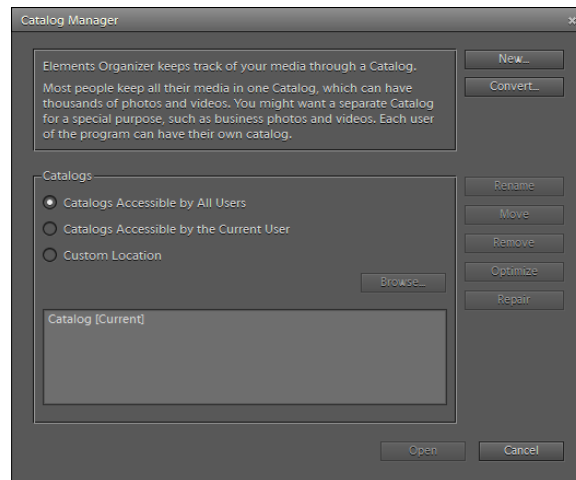 Catalog Manager
Elements Organizer keeps track of your media through a Catalog.
Most people keep all their media in one Catalog, which can have
thousands of photos and videos. You might want a separate Catalog
for a special purpose, such as business photos and videos. Each user
of the program can have their own catalog.
New...
Convert...
Catalogs
Catalogs Accessible by All Users
Catalogs Accessible by the Current User
Custom Location
Browse...
Catalog [Current]
Rename
Move
Remove
Optimize
Repair
Open
Cancel